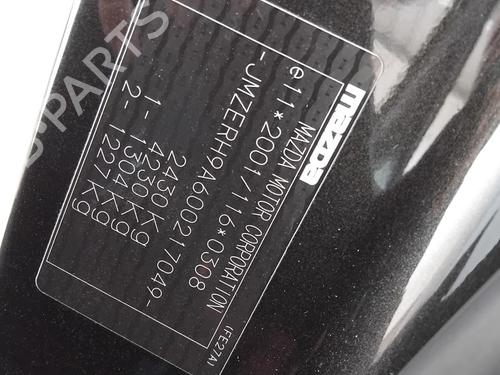 mazda
MAZDA MOTOR CORPORATION
e11*2001/116*0308
-JMZERH9A600217049-
2430 Kg
4230 Kg
1- 1304 Kg
2- 1227 Kg
(FE27A)
B-PARTS